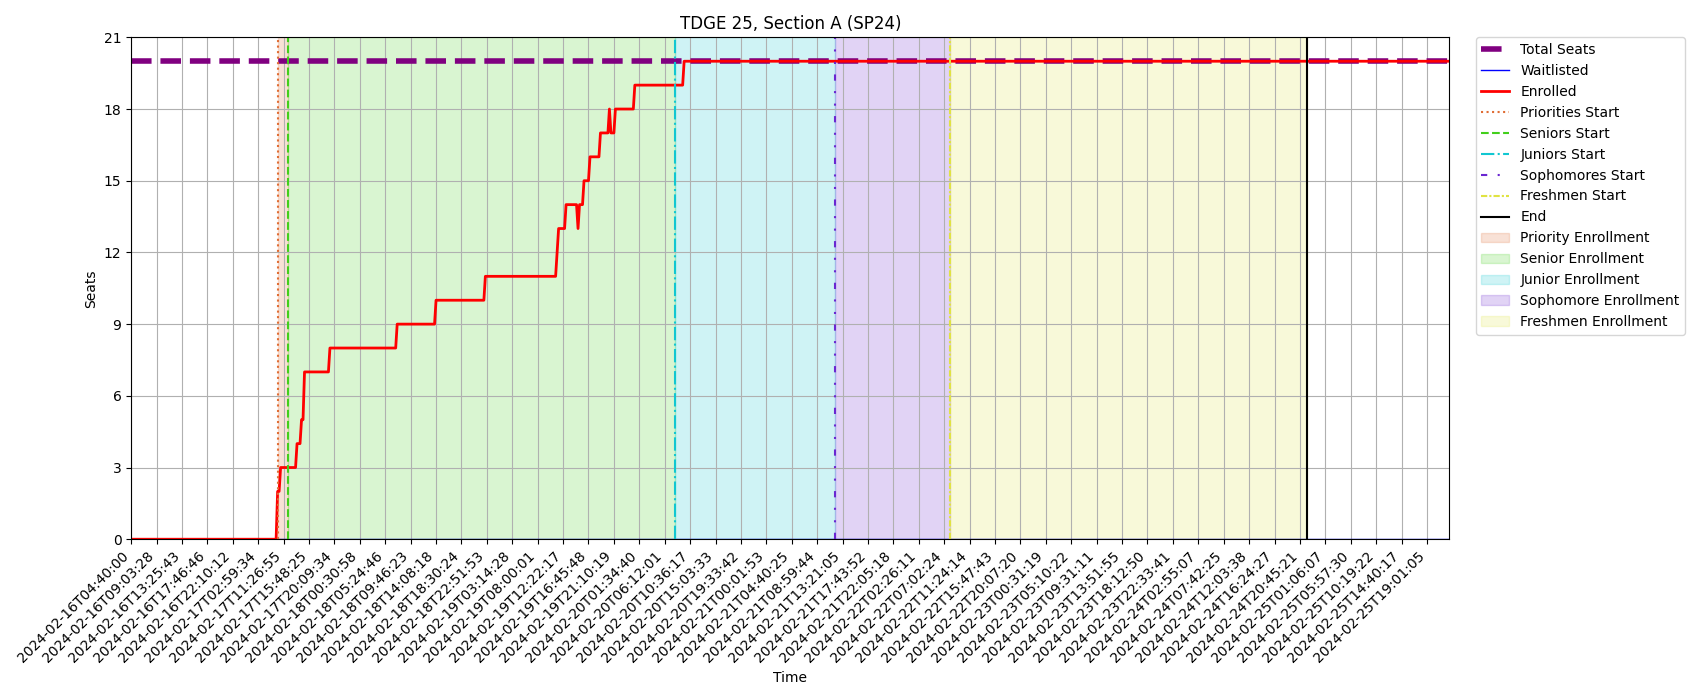 TDGE 25, Section A (SP24)
21
18
15
12
9
6
3
0
Seats
2024-02-16T04:40:00
2024-02-16T09:03:28
2024-02-16T13:25:43
2024-02-16T17:46:46
2024-02-16T22:10:12
2024-02-17T02:59:34
2024-02-17T11:26:55
2024-02-17T15:48:25
2024-02-17T20:09:34
2024-02-18T00:30:58
2024-02-18T05:24:46
2024-02-18T09:46:23
2024-02-18T14:08:18
2024-02-18T18:30:24
2024-02-18T22:51:53
2024-02-19T03:14:28
2024-02-19T08:00:01
2024-02-19T12:22:17
2024-02-19T16:45:48
2024-02-19T21:10:19
2024-02-20T01:34:40
2024-02-20T06:12:01
2024-02-20T10:36:17
2024-02-20T15:03:33
2024-02-20T19:33:42
2024-02-21T00:01:53
2024-02-21T04:40:25
2024-02-21T08:59:44
2024-02-21T13:21:05
2024-02-21T17:43:52
2024-02-21T22:05:18
2024-02-22T02:26:11
2024-02-22T07:02:24
2024-02-22T11:24:14
2024-02-22T15:47:43
2024-02-22T20:07:20
2024-02-23T00:31:19
2024-02-23T05:10:22
2024-02-23T09:31:11
2024-02-23T13:51:55
2024-02-23T18:12:50
2024-02-23T22:33:41
2024-02-24T02:55:07
2024-02-24T07:42:25
2024-02-24T12:03:38
2024-02-24T16:24:27
2024-02-24T20:45:21
2024-02-25T01:06:07
2024-02-25T05:57:30
2024-02-25T10:19:22
2024-02-25T14:40:17
2024-02-25T19:01:05
Time
Total Seats
Waitlisted
Enrolled
Priorities Start
Seniors Start
Juniors Start
Sophomores Start
Freshmen Start
End
Priority Enrollment
Senior Enrollment
Junior Enrollment
Sophomore Enrollment
Freshmen Enrollment